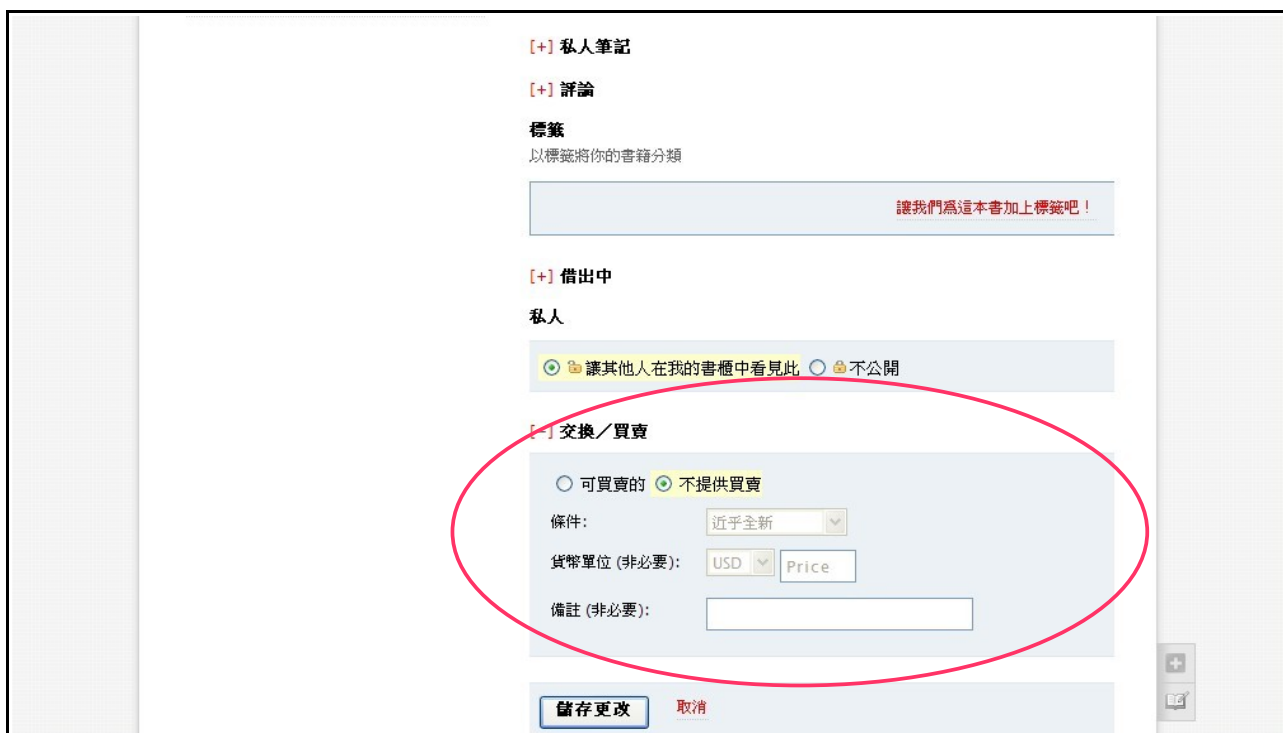 [+] 私人筆記
[+] 評論
標籤
以標籤將你的書籍分類
讓我們為這本書加上標籤吧！
[+] 借出中
私人
讓其他人在我的書櫃中看見此 不公開
[-] 交換／買賣
可買賣的 不提供買賣
條件: 近乎全新
貨幣單位 (非必要): USD Price
備註 (非必要):
儲存更改 取消